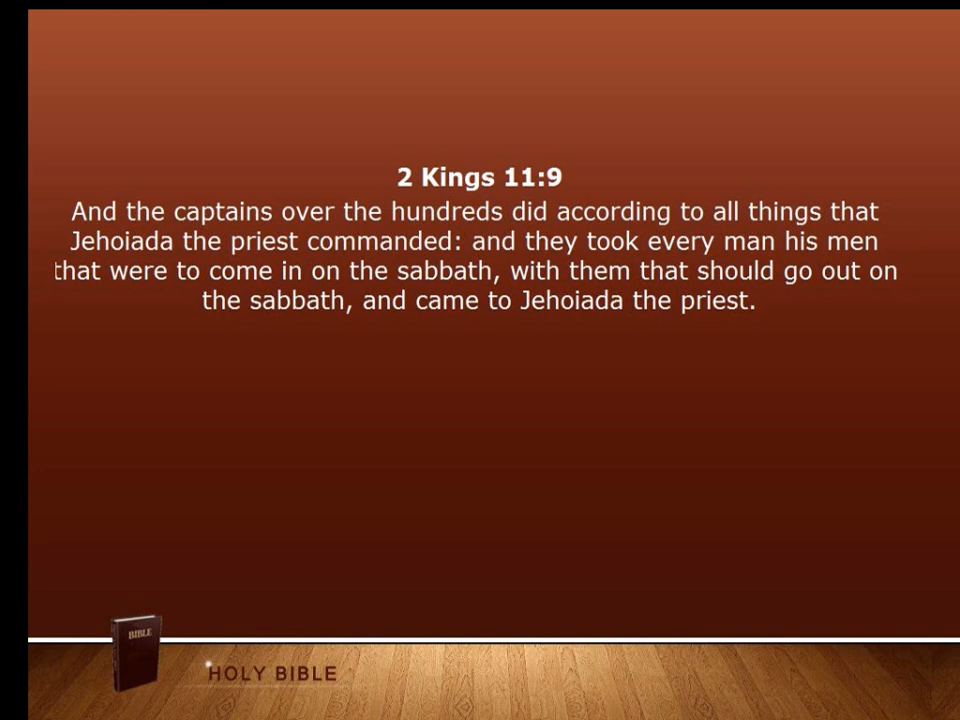 2 Kings 11:9
And the captains over the hundreds did according to all things that
Jehoiada the priest commanded: and they took every man his men
that were to come in on the sabbath, with them that should go out on
the sabbath, and came to Jehoiada the priest.
BIBLE
HOLY BIBLE